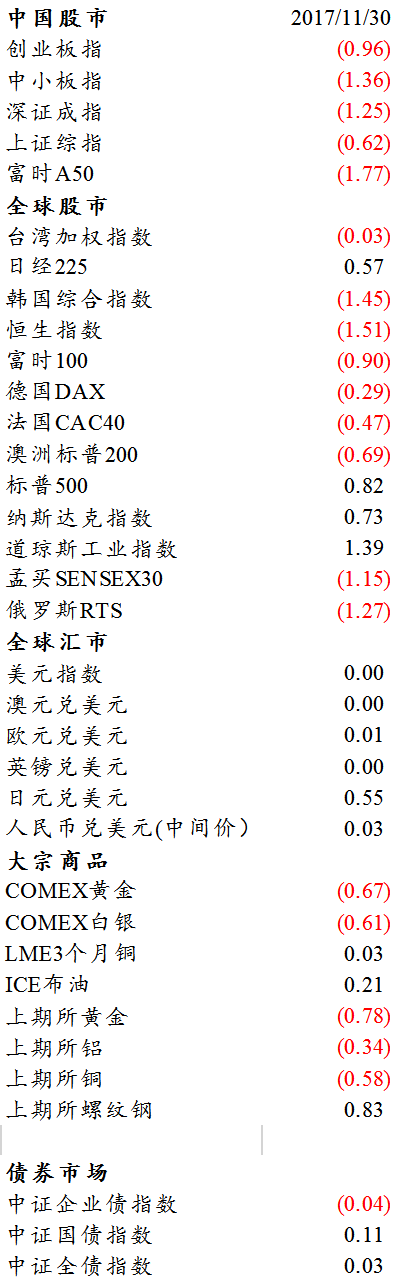 中国股市 2017/11/30
创业板指 (0.96)
中小板指 (1.36)
深证成指 (1.25)
上证综指 (0.62)
富时A50 (1.77)
全球股市
台湾加权指数 (0.03)
日经225 0.57
韩国综合指数 (1.45)
恒生指数 (1.51)
富时100 (0.90)
德国DAX (0.29)
法国CAC40 (0.47)
澳洲标普200 (0.69)
标普500 0.82
纳斯达克指数 0.73
道琼斯工业指数 1.39
孟买SENSEX30 (1.15)
俄罗斯RTS (1.27)
全球汇市
美元指数 0.00
澳元兑美元 0.00
欧元兑美元 0.01
英镑兑美元 0.00
日元兑美元 0.55
人民币兑美元(中间价） 0.03
大宗商品
COMEX黄金 (0.67)
COMEX白银 (0.61)
LME3个月铜 0.03
ICE布油 0.21
上期所黄金 (0.78)
上期所铝 (0.34)
上期所铜 (0.58)
上期所螺纹钢 0.83
债券市场
中证企业债指数 (0.04)
中证国债指数 0.11
中证全债指数 0.03